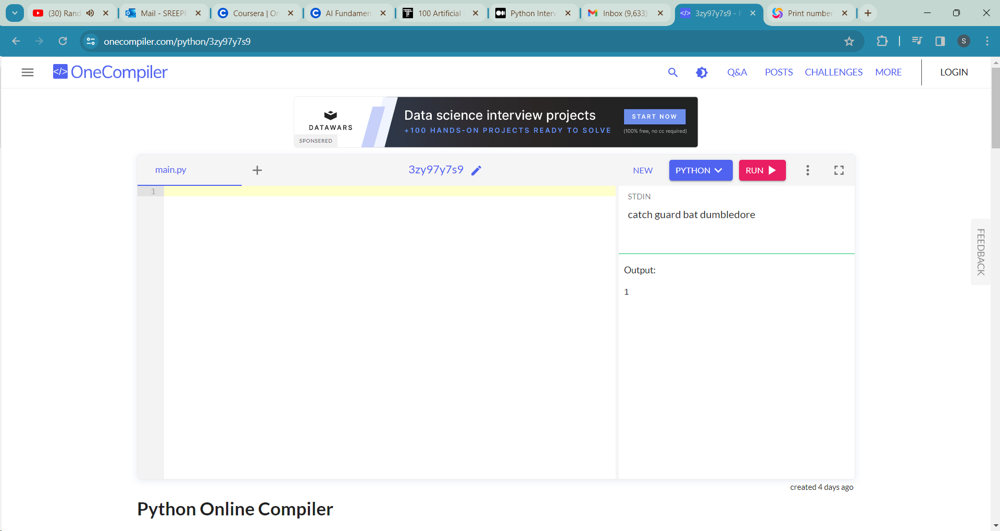 (30) Rand
Mail - SREEPR
Coursera | On
AI Fundamen
100 Artificial
Python Interv
Inbox (9,633)
3zy97y7s9 - P
Print number
onecompiler.com/python/3zy97y7s9
S
</> OneCompiler
Q&A
POSTS
CHALLENGES
MORE
LOGIN
DATAWARS
SPONSERED
Data science interview projects
+100 HANDS-ON PROJECTS READY TO SOLVE
START NOW
(100% free, no cc required)
main.py
3zy97y7s9
NEW
PYTHON
RUN
1
STDIN
catch guard bat dumbledore
Output:
1
FEEDBACK
created 4 days ago
Python Online Compiler